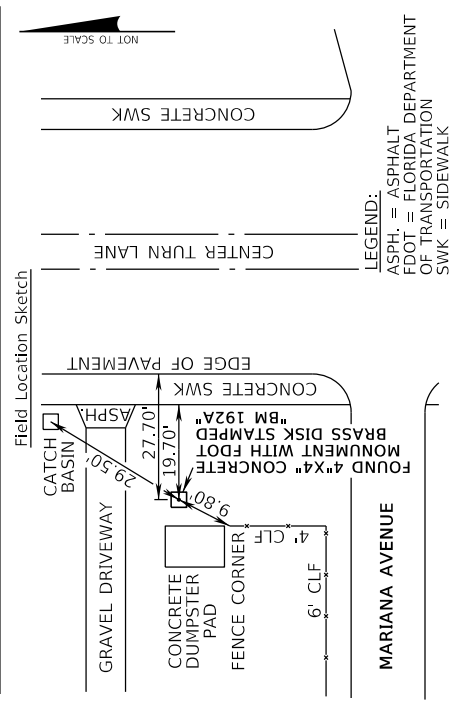 NOT TO SCALE
Field Location Sketch
CONCRETE SWK
CENTER TURN LANE
EDGE OF PAVEMENT
CONCRETE SWK
CATCH
BASIN
ASPH.
29.50'
27.70'
19.70'
9.80'
FOUND 4"X4" CONCRETE
MONUMENT WITH FDOT
BRASS DISK STAMPED
"BM 192A"
GRAVEL DRIVEWAY
CONCRETE
DUMPSTER
PAD
FENCE CORNER
4' CLF
6' CLF
MARIANA AVENUE
LEGEND:
ASPH. = ASPHALT
FDOT = FLORIDA DEPARTMENT
OF TRANSPORTATION
SWK = SIDEWALK